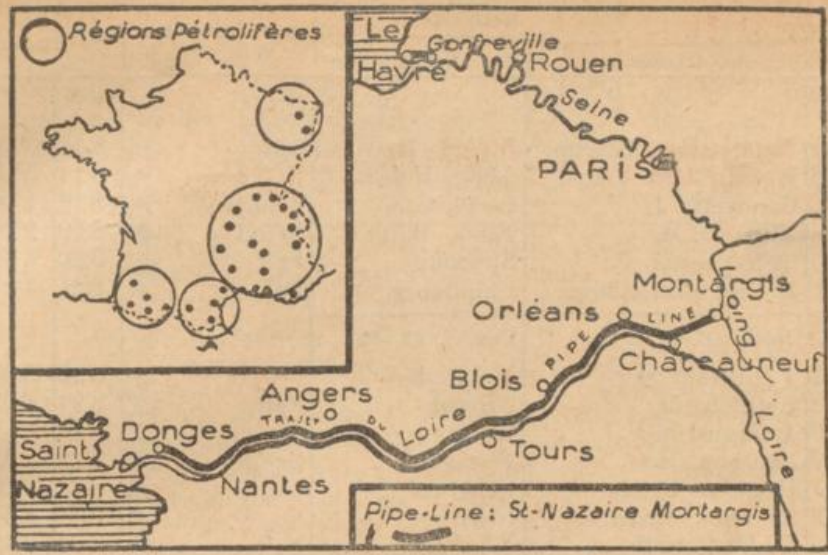 Régions Pétrolifères
Le
Havre
Gonfreville
Rouen
Seine
PARIS
Montargis
Orléans
LINE
Loing
Chateauneuf
PIPE
Blois
Angers
TRAJET DU
Loire
Tours
Loire
Saint
Nazaire
Donges
Nantes
Pipe-Line: St-Nazaire Montargis